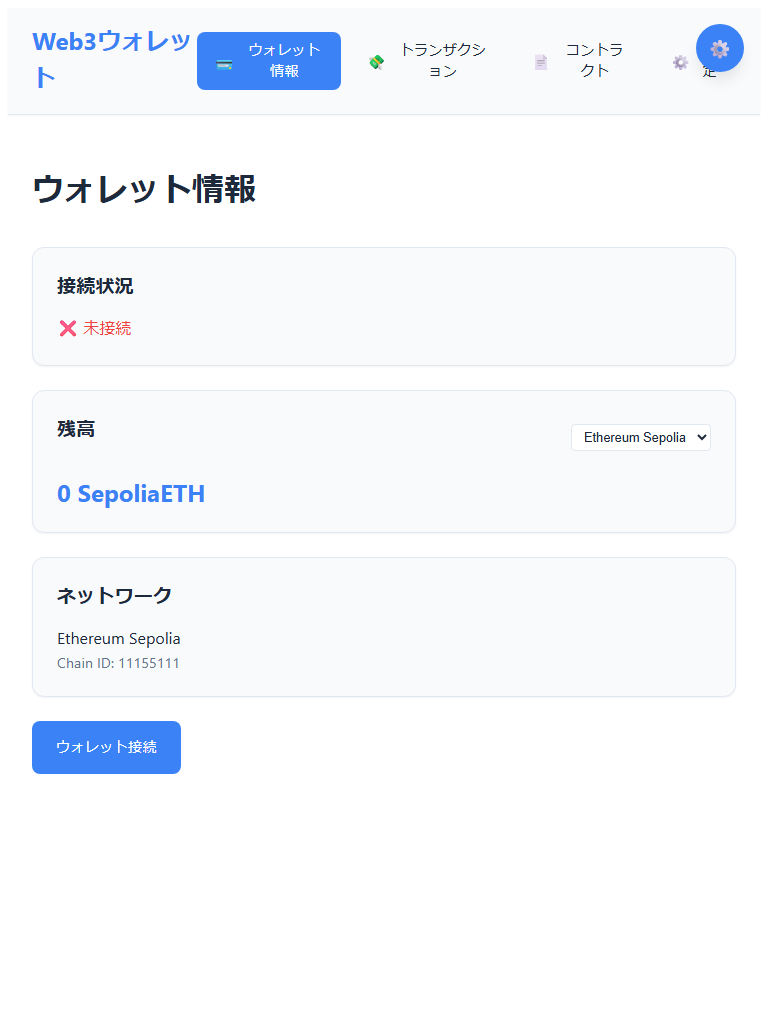 Web3ウォレッ
ト
ウォレット
情報
トランザクシ
ョン
コントラ
クト
定
ウォレット情報
接続状況
未接続
残高
Ethereum Sepolia
0 SepoliaETH
ネットワーク
Ethereum Sepolia
Chain ID: 11155111
ウォレット接続